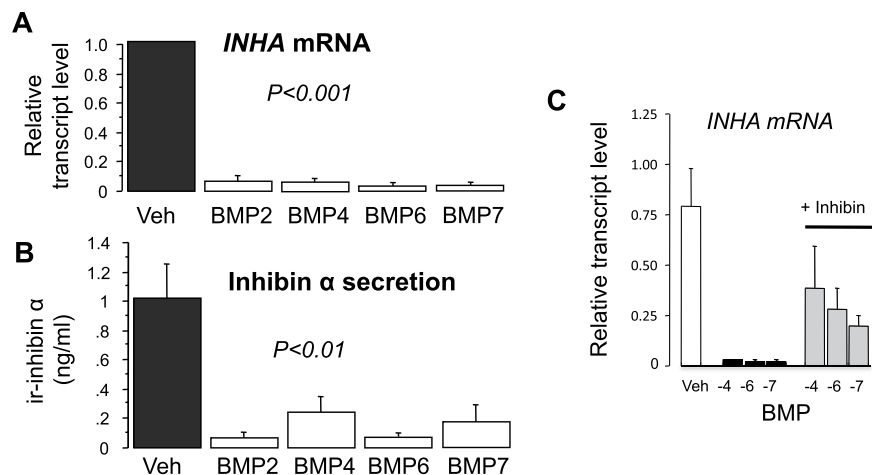 A
INHA mRNA
P<0.001
Relative
transcript level
1.0
0.8
0.6
0.4
0.2
0
Veh BMP2 BMP4 BMP6 BMP7
B
Inhibin α secretion
P<0.01
ir-inhibin α
(ng/ml)
1.4
1.2
1
.8
.6
.4
.2
.0
Veh BMP2 BMP4 BMP6 BMP7
C
INHA mRNA
+ Inhibin
Relative transcript level
1.25
1.00
0.75
0.50
0.25
0
Veh -4 -6 -7 -4 -6 -7
BMP